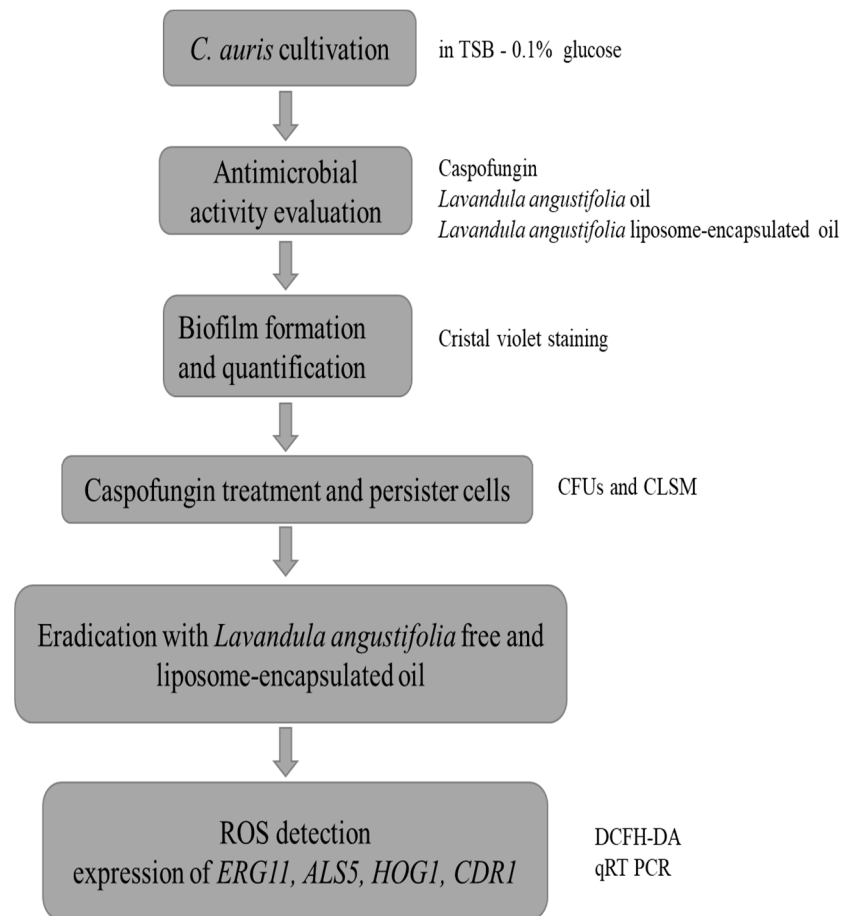 C. auris cultivation
in TSB - 0.1% glucose
Antimicrobial
activity evaluation
Caspofungin
Lavandula angustifolia oil
Lavandula angustifolia liposome-encapsulated oil
Biofilm formation
and quantification
Cristal violet staining
Caspofungin treatment and persister cells
CFUs and CLSM
Eradication with Lavandula angustifolia free and
liposome-encapsulated oil
ROS detection
expression of ERG11, ALS5, HOG1, CDR1
DCFH-DA
qRT PCR